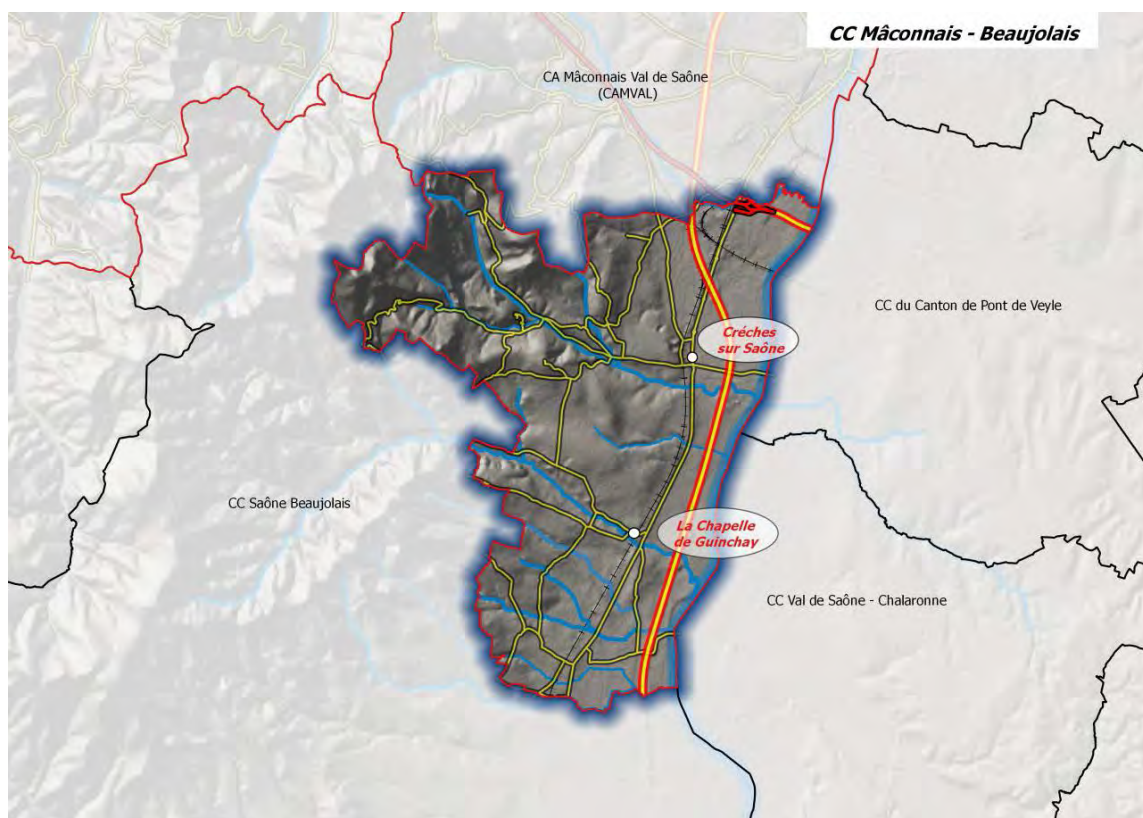 CC Mâconnais - Beaujolais
CA Mâconnais Val de Saône
(CAMVAL)
CC du Canton de Pont de Veyle
Créches
sur Saône
CC Saône Beaujolais
La Chapelle
de Guinchay
CC Val de Saône - Chalaronne